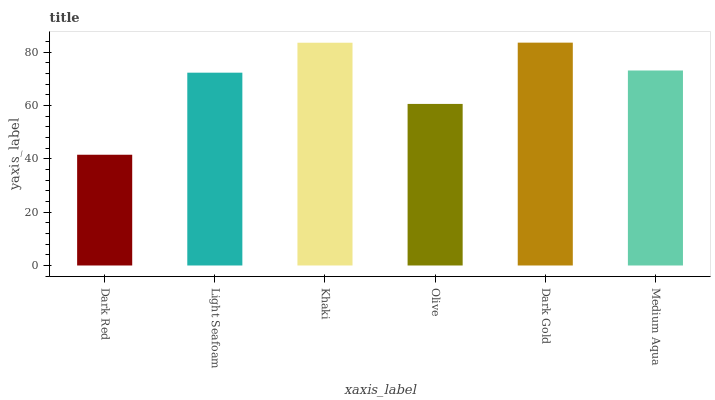 title
yaxis_label
80
60
40
20
0
Dark Red
Light Seafoam
Khaki
Olive
Dark Gold
Medium Aqua
xaxis_label